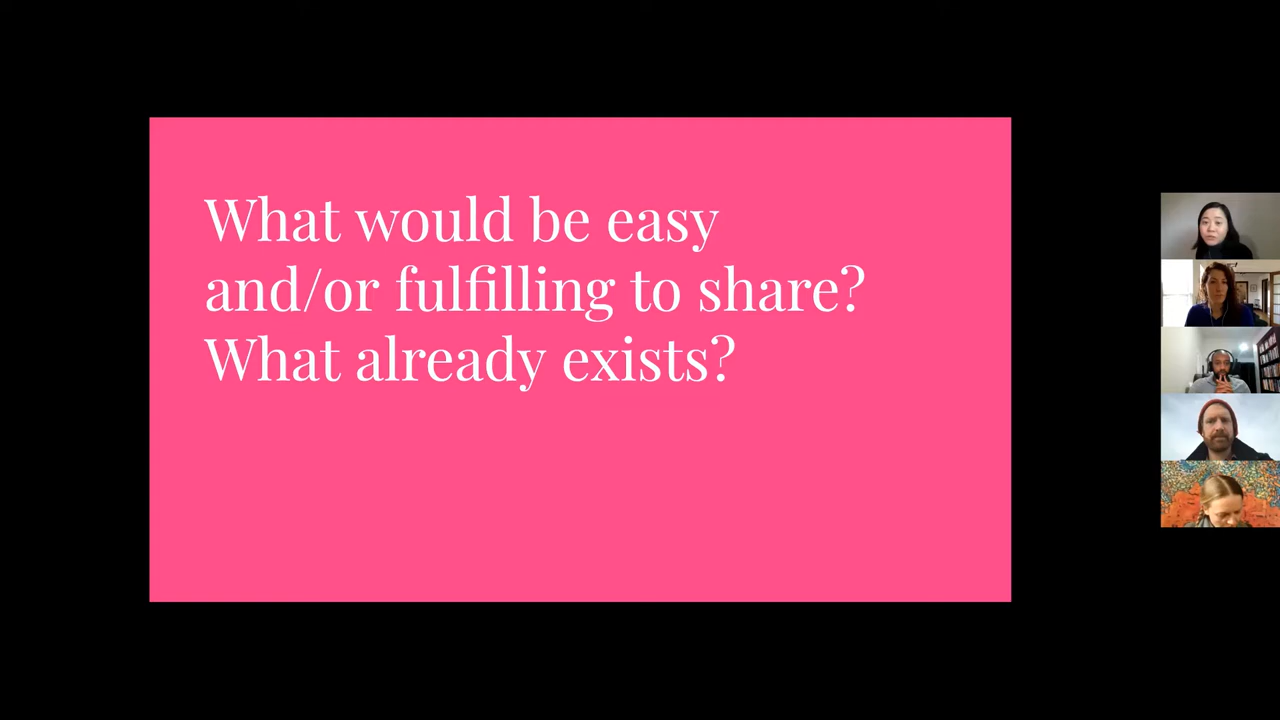 What would be easy
and/or fulfilling to share?
What already exists?